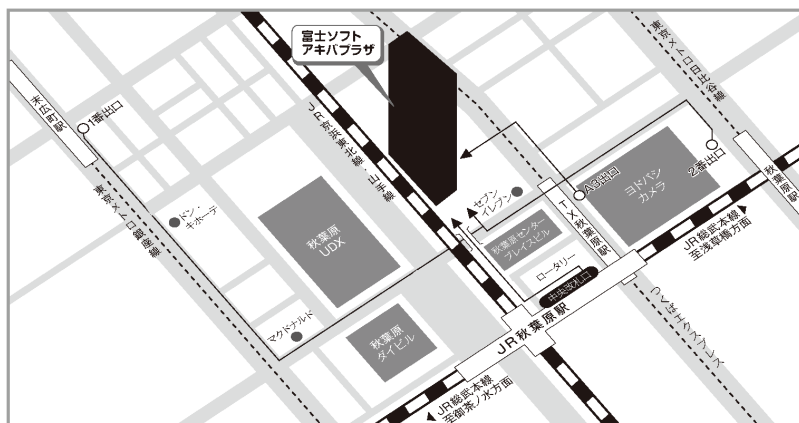 富士ソフト
アキバプラザ
東京メトロ日比谷線
末広町駅
1番出口
JR京浜東北線・山手線
2番出口
A3出口
ヨドバシ
カメラ
秋葉原駅
セブン
イレブン
ドン・
キホーテ
東京メトロ銀座線
秋葉原
UDX
TX秋葉原駅
秋葉原センター
プレイスビル
JR総武本線
至浅草橋方面
ロータリー
中央改札口
つくばエクスプレス
マクドナルド
秋葉原
ダイビル
JR秋葉原駅
JR総武本線
至御茶ノ水方面